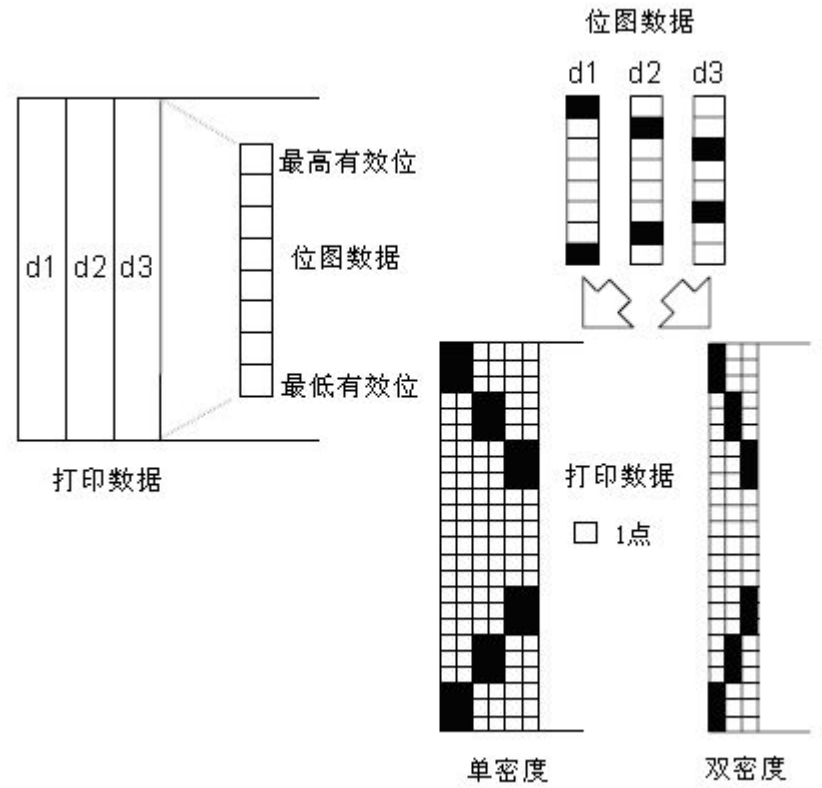 位图数据
d1 d2 d3
最高有效位
位图数据
d1 d2 d3
最低有效位
打印数据
打印数据
1点
单密度
双密度